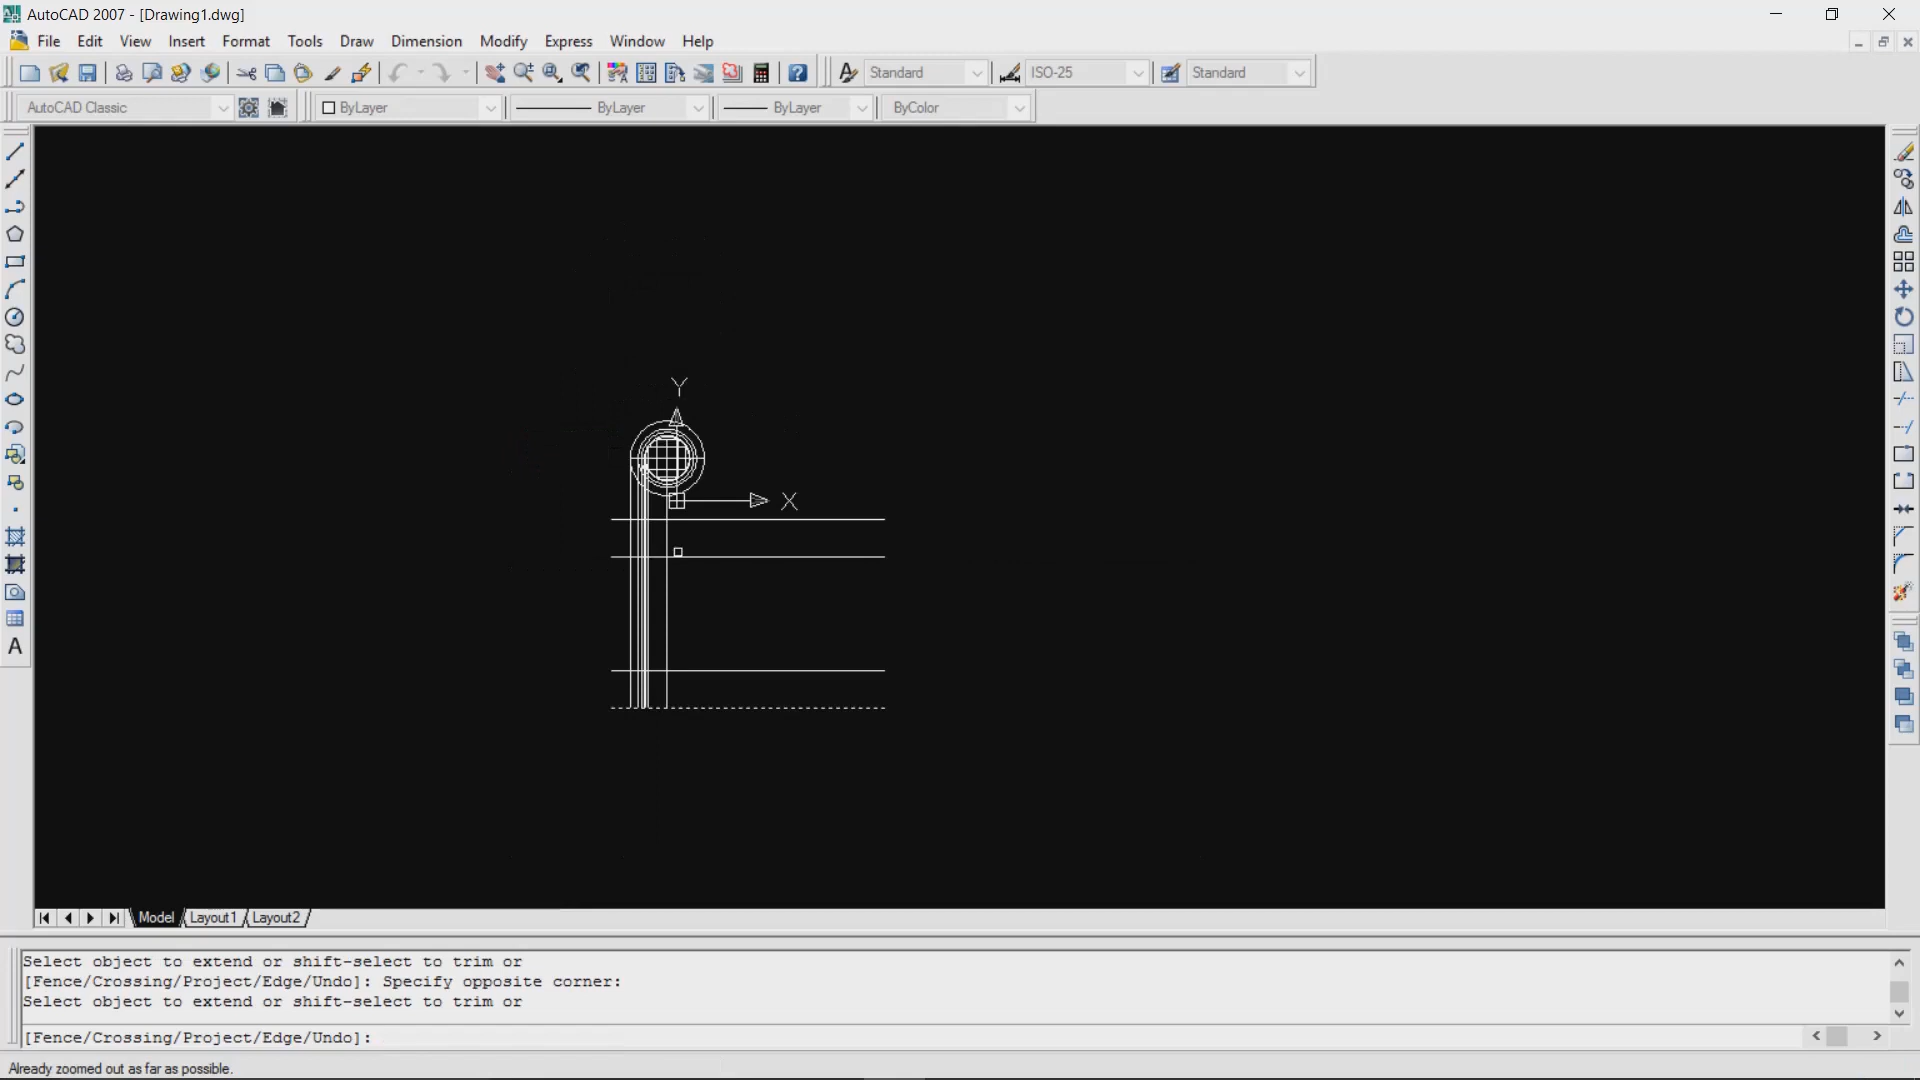 AutoCAD 2007 - [Drawing1.dwg]
File Edit View Insert Format Tools Draw Dimension Modify Express Window Help
Standard ISO-25 Standard
AutoCAD Classic ByLayer ByLayer ByLayer ByColor
Y
X
A
Model Layout1 Layout2
Select object to extend or shift-select to trim or
[Fence/Crossing/Project/Edge/Undo]: Specify opposite corner:
Select object to extend or shift-select to trim or
[Fence/Crossing/Project/Edge/Undo]:
Already zoomed out as far as possible.